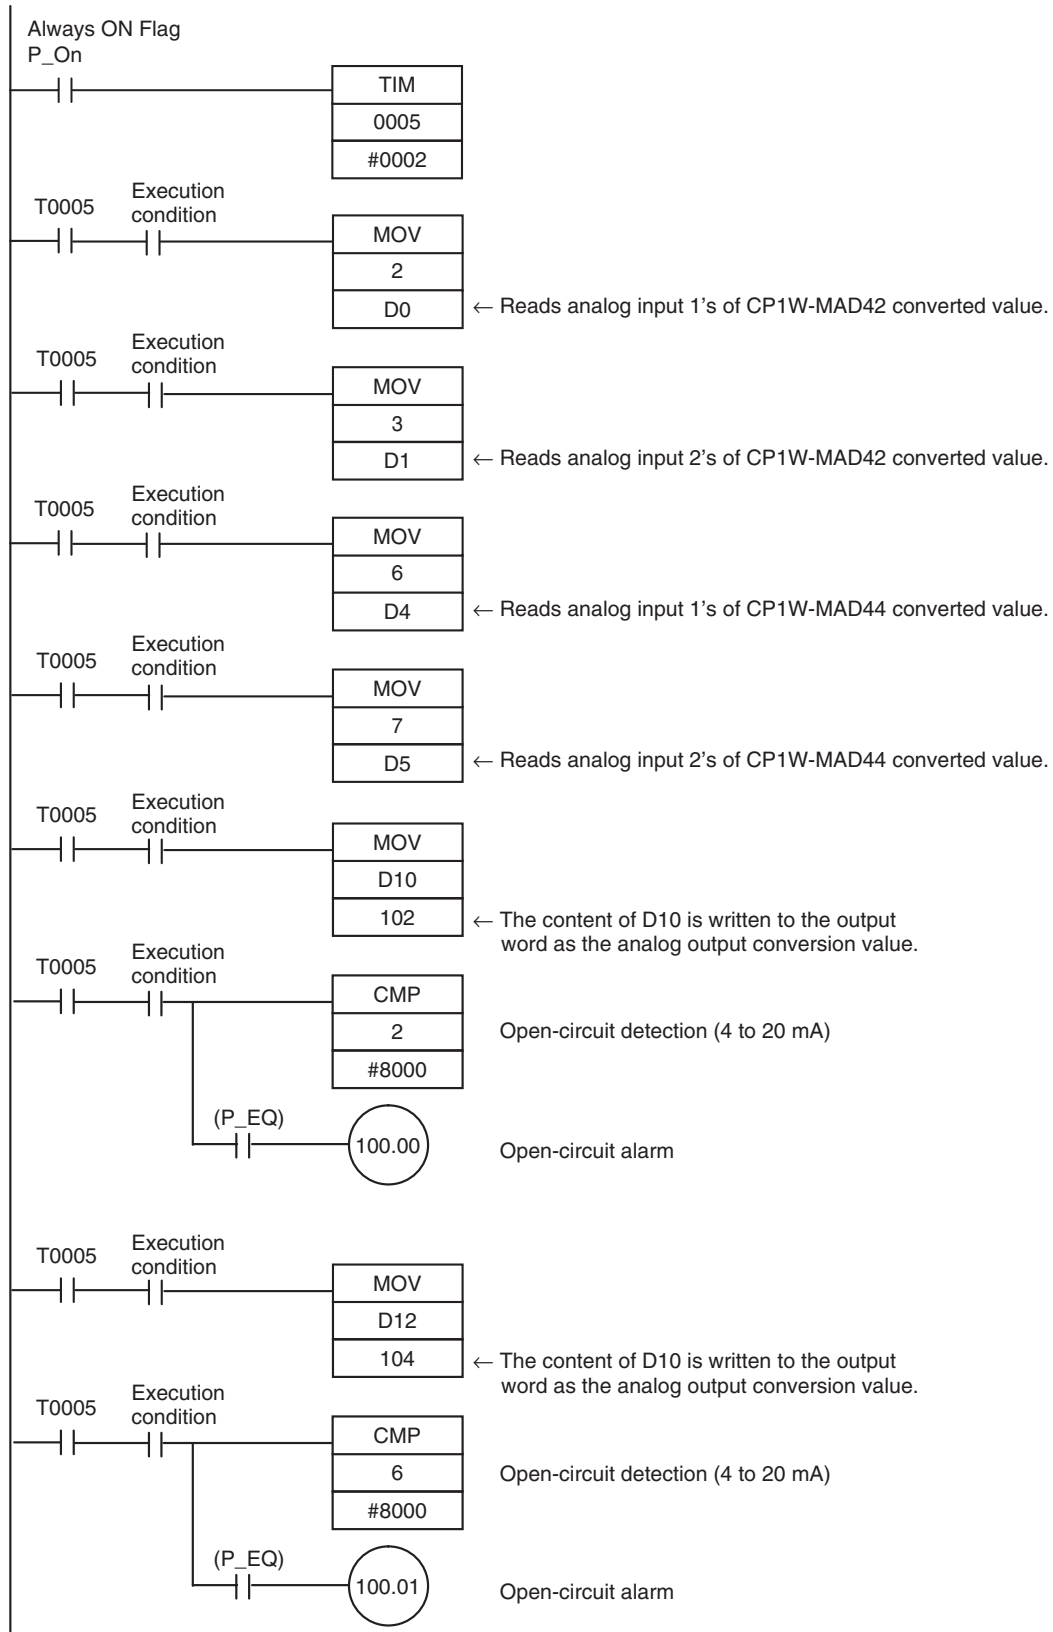 Always ON Flag
P_On
TIM
0005
#0002
T0005
Execution
condition
MOV
2
D0
← Reads analog input 1's of CP1W-MAD42 converted value.
T0005
Execution
condition
MOV
3
D1
← Reads analog input 2's of CP1W-MAD42 converted value.
T0005
Execution
condition
MOV
6
D4
← Reads analog input 1's of CP1W-MAD44 converted value.
T0005
Execution
condition
MOV
7
D5
← Reads analog input 2's of CP1W-MAD44 converted value.
T0005
Execution
condition
MOV
D10
102
← The content of D10 is written to the output
word as the analog output conversion value.
T0005
Execution
condition
CMP
2
#8000
Open-circuit detection (4 to 20 mA)
(P_EQ)
100.00
Open-circuit alarm
T0005
Execution
condition
MOV
D12
104
← The content of D10 is written to the output
word as the analog output conversion value.
T0005
Execution
condition
CMP
6
#8000
Open-circuit detection (4 to 20 mA)
(P_EQ)
100.01
Open-circuit alarm